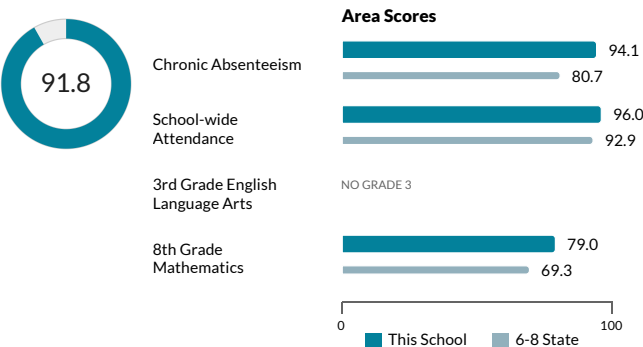 Area Scores
91.8
Chronic Absenteeism
94.1
80.7
School-wide
Attendance
96.0
92.9
3rd Grade English
Language Arts
NO GRADE 3
8th Grade
Mathematics
79.0
69.3
0
100
This School
6-8 State